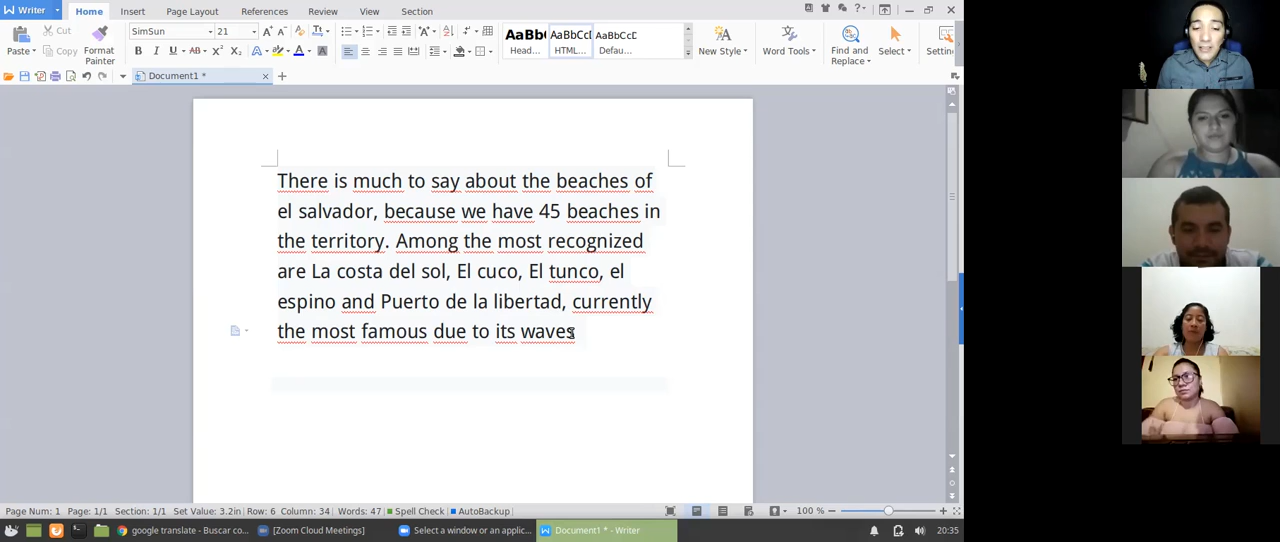 Writer
Home
Insert
Page Layout
References
Review
View
Section
Paste
Cut
Copy
Format
Painter
SimSun
21
AaBb
Head...
AaBbCcD
HTML...
AaBbCcD
Defau...
New Style
Word Tools
Find and
Replace
Select
Settin
Document1 *
There is much to say about the beaches of
el salvador, because we have 45 beaches in
the territory. Among the most recognized
are La costa del sol, El cuco, El tunco, el
espino and Puerto de la libertad, currently
the most famous due to its waves
Page Num: 1 Page: 1/1 Section: 1/1 Set Value: 3.2in Row: 6 Column: 34 Words: 47 Spell Check AutoBackup
100 %
google translate - Buscar co...
[Zoom Cloud Meetings]
Select a window or an applic...
Document1 * - Writer
20:35